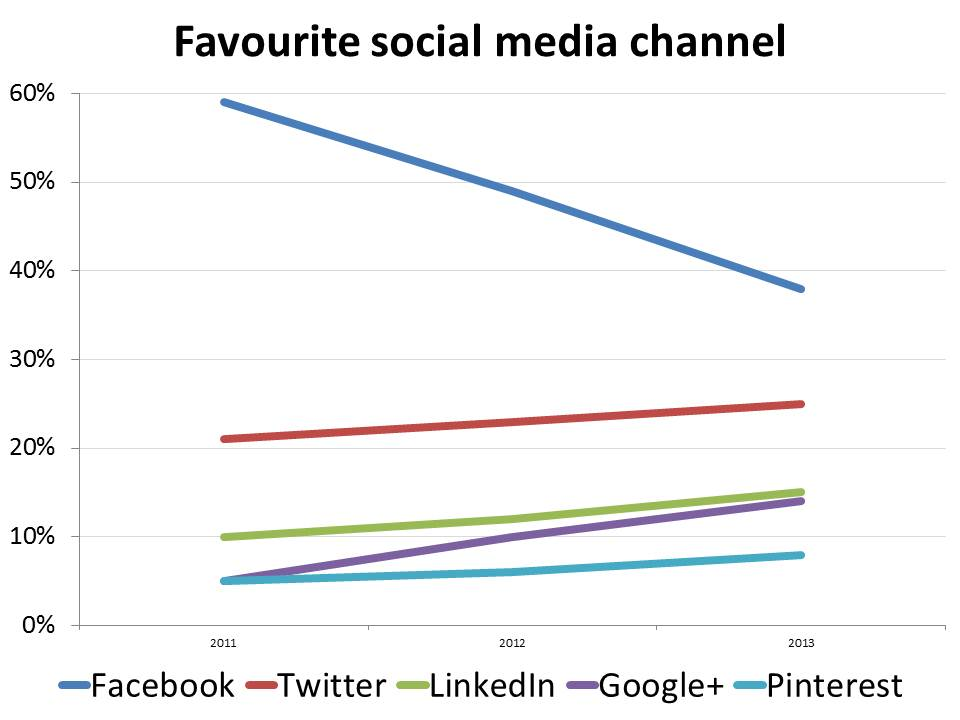 Favourite social media channel
60%
50%
40%
30%
20%
10%
0%
2011 2012 2013
Facebook Twitter LinkedIn Google+ Pinterest